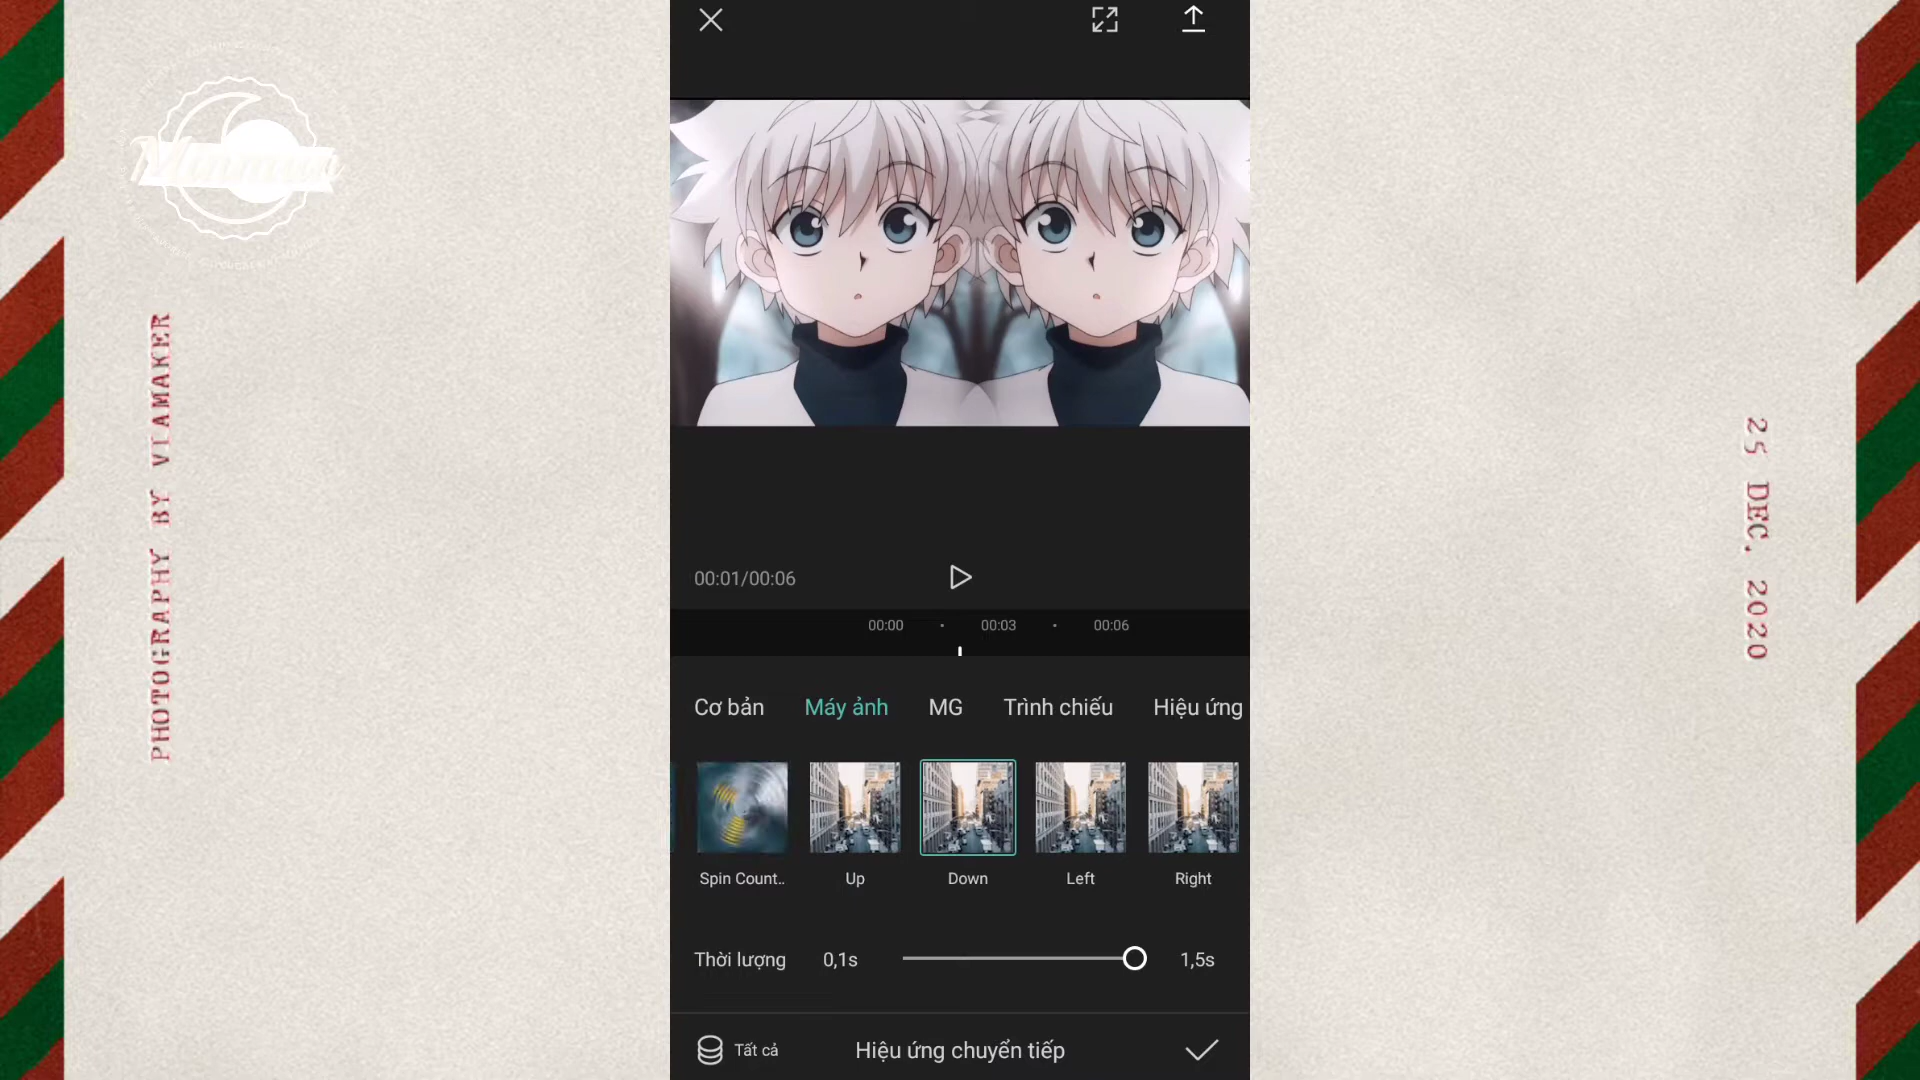 PHOTOGRAPHY BY VIAMAKER
00:01/00:06
00:00
00:03
00:06
Cơ bản
Máy ảnh
MG
Trình chiếu
Hiệu ứng
Spin Count..
Up
Down
Left
Right
Thời lượng
0,1s
1,5s
Tất cả
Hiệu ứng chuyển tiếp
25 DEC. 2020